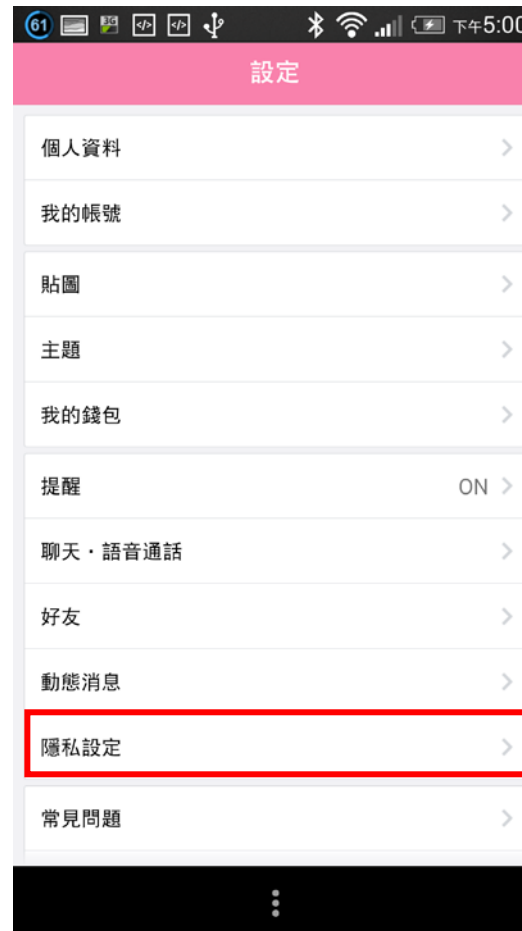 61 3G </> </> 下午5:00
設定
個人資料
我的帳號
貼圖
主題
我的錢包
提醒 ON
聊天・語音通話
好友
動態消息
隱私設定
常見問題